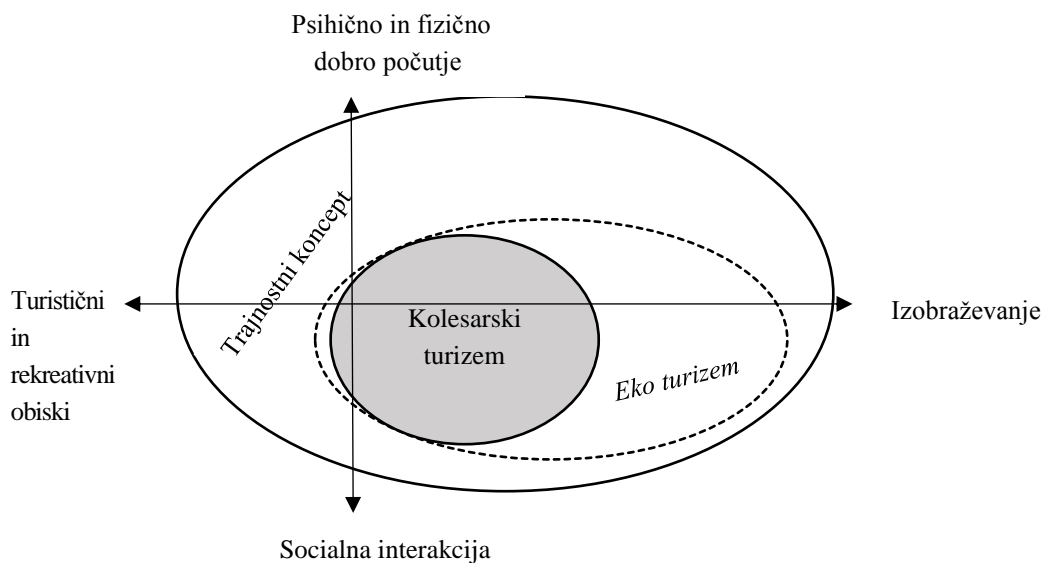 Psihično in fizično
dobro počutje
Trajnostni koncept
Turistični
in
rekreativni
obiski
Kolesarski
turizem
Eko turizem
Izobraževanje
Socialna interakcija